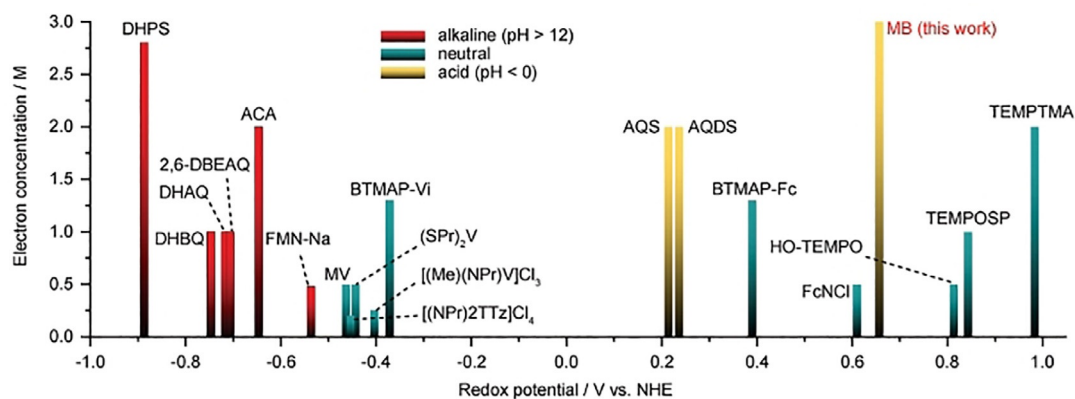 3.0
2.5
2.0
1.5
1.0
0.5
0.0
Electron concentration / M
DHPS
alkaline (pH > 12)
neutral
acid (pH < 0)
MB (this work)
ACA
AQS
AQDS
TEMPTMA
2,6-DBEAQ
DHAQ
BTMAP-Vi
BTMAP-Fc
DHBQ
FMN-Na
(SPr)2V
TEMPOSP
HO-TEMPO
MV
[(Me)(NPr)V]Cl3
FcNCl
[(NPr)2TTz]Cl4
-1.0 -0.8 -0.6 -0.4 -0.2 0.0 0.2 0.4 0.6 0.8 1.0
Redox potential / V vs. NHE